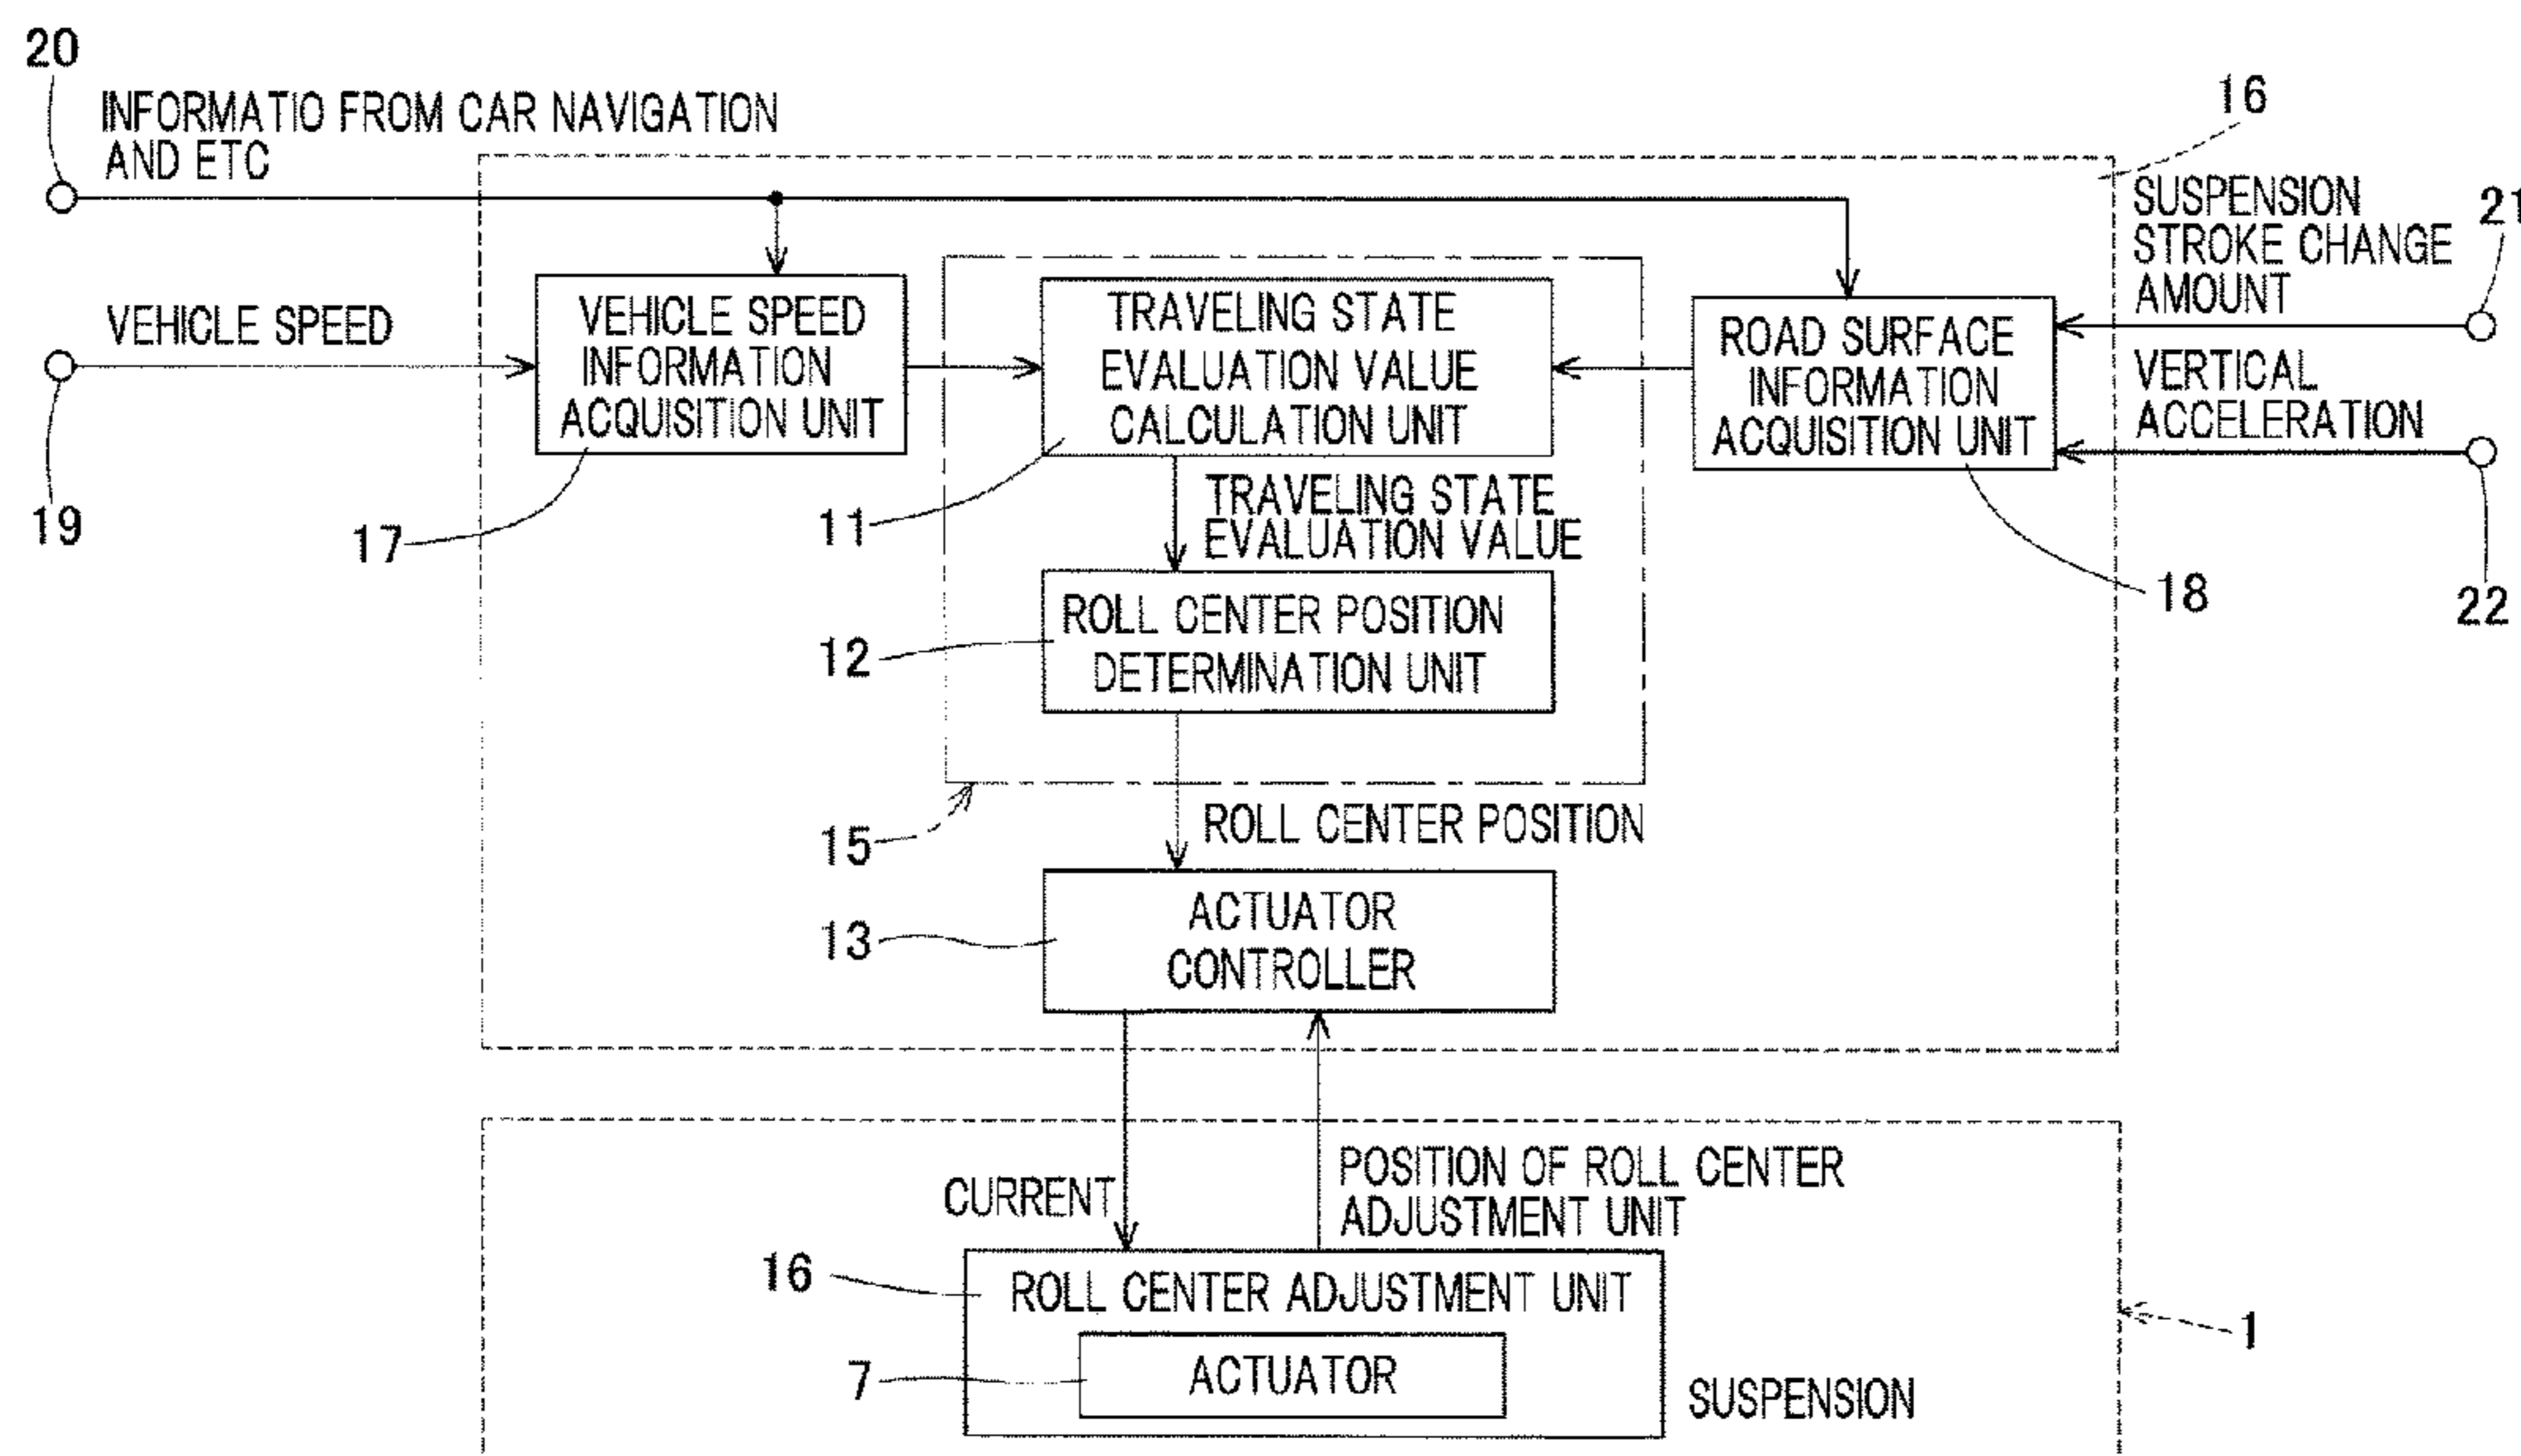 20
INFORMATIO FROM CAR NAVIGATION
AND ETC
16
SUSPENSION
STROKE CHANGE
AMOUNT
21
VEHICLE SPEED
VEHICLE SPEED
INFORMATION
ACQUISITION UNIT
TRAVELING STATE
EVALUATION VALUE
CALCULATION UNIT
ROAD SURFACE
INFORMATION
ACQUISITION UNIT
VERTICAL
ACCELERATION
19
17
11
TRAVELING STATE
EVALUATION VALUE
18
22
12
ROLL CENTER POSITION
DETERMINATION UNIT
15
ROLL CENTER POSITION
13
ACTUATOR
CONTROLLER
CURRENT
POSITION OF ROLL CENTER
ADJUSTMENT UNIT
16
ROLL CENTER ADJUSTMENT UNIT
1
7
ACTUATOR
SUSPENSION